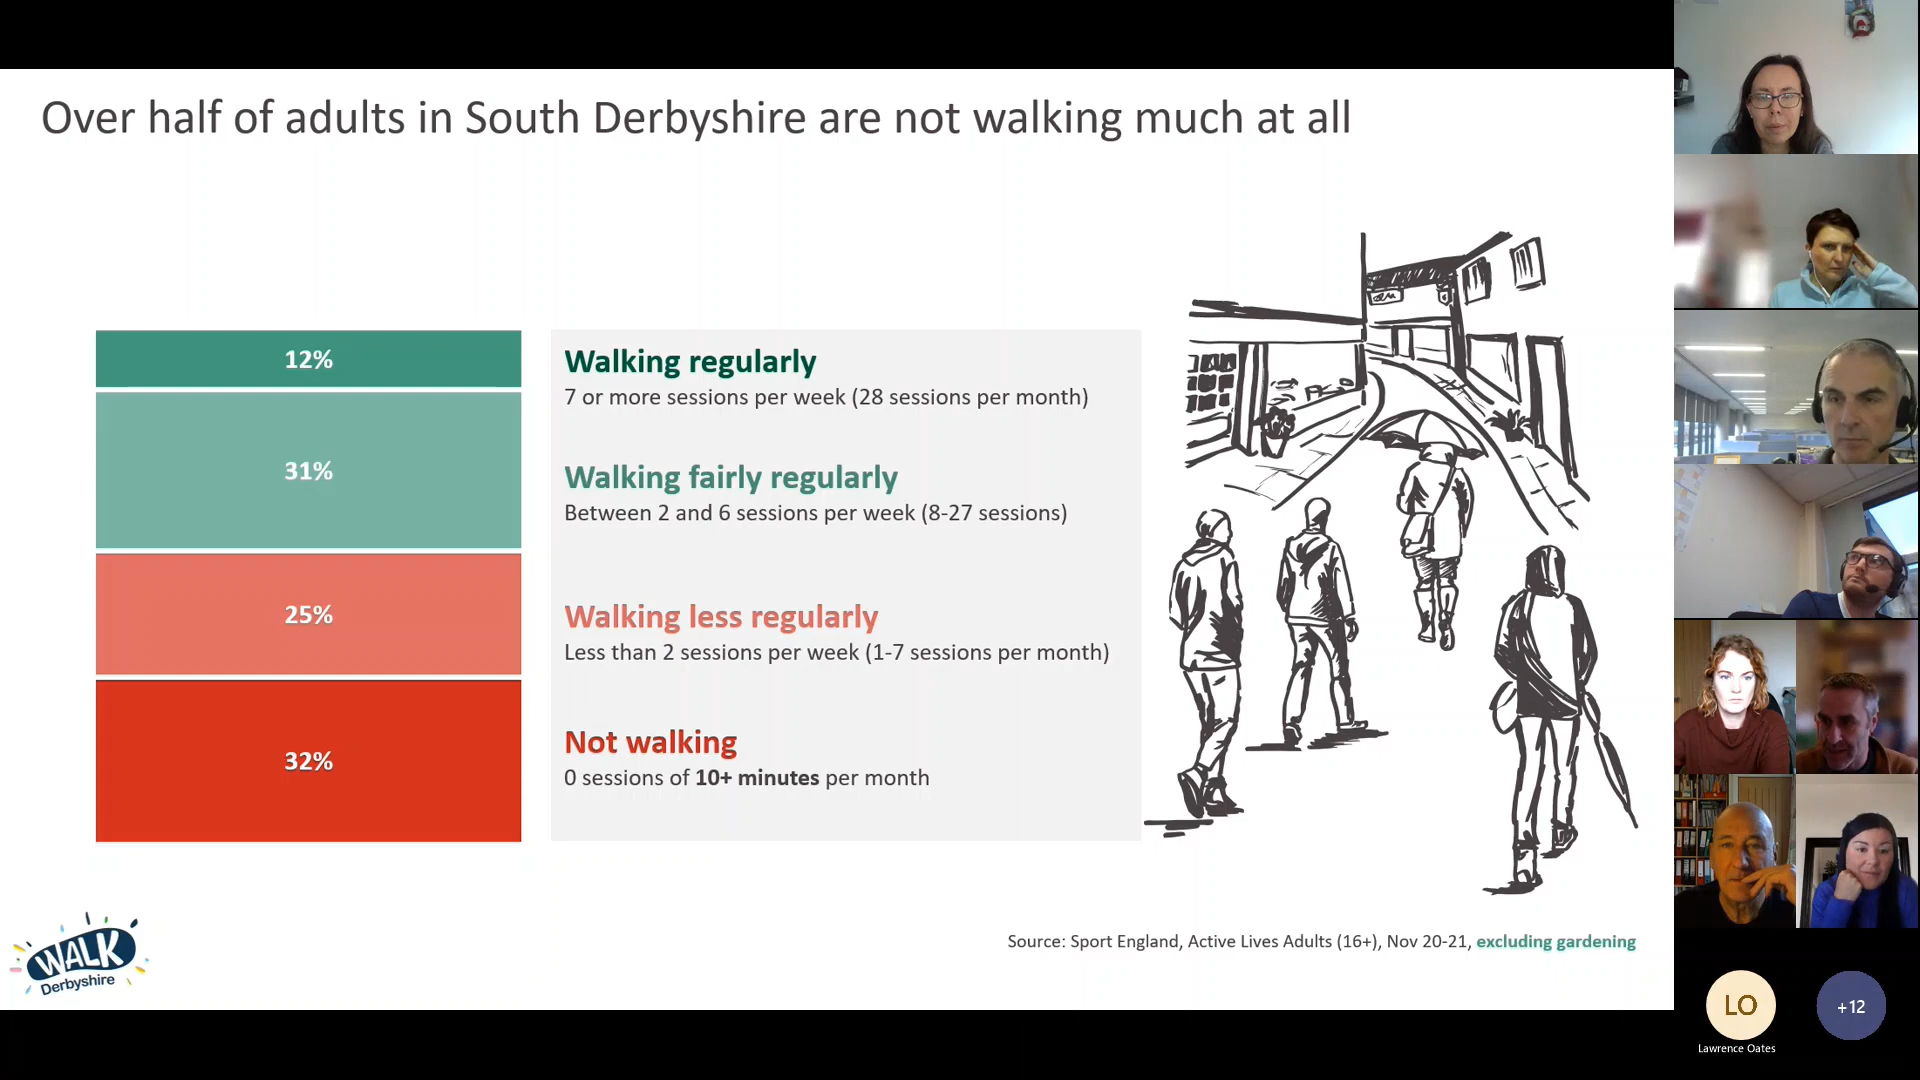 Over half of adults in South Derbyshire are not walking much at all
12%
Walking regularly
7 or more sessions per week (28 sessions per month)
31%
Walking fairly regularly
Between 2 and 6 sessions per week (8-27 sessions)
25%
Walking less regularly
Less than 2 sessions per week (1-7 sessions per month)
32%
Not walking
0 sessions of 10+ minutes per month
WALK
Derbyshire
Source: Sport England, Active Lives Adults (16+), Nov 20-21, excluding gardening
LO
+12
Lawrence Oates